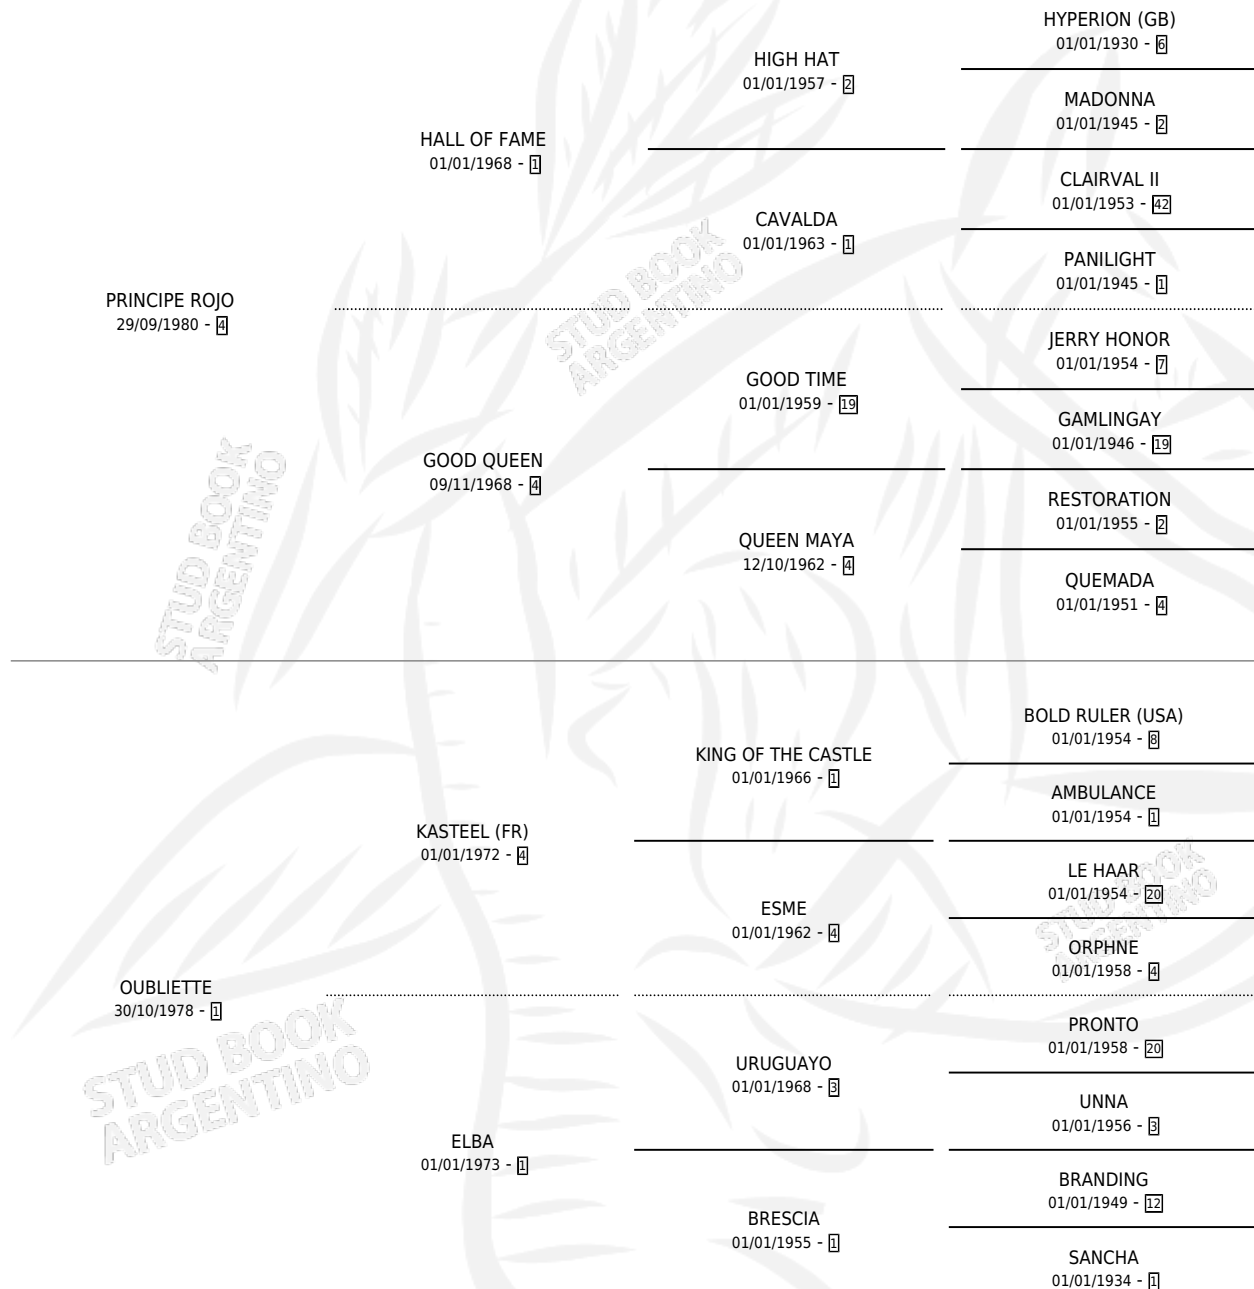 HYPERION (GB)
01/01/1930 - 6
HIGH HAT
01/01/1957 - 2
MADONNA
01/01/1945 - 2
HALL OF FAME
01/01/1968 - 1
CLAIRVAL II
01/01/1953 - 42
CAVALDA
01/01/1963 - 1
PANILIGHT
01/01/1945 - 1
PRINCIPE ROJO
29/09/1980 - 4
JERRY HONOR
01/01/1954 - 7
GOOD TIME
01/01/1959 - 19
GAMLINGAY
01/01/1946 - 19
GOOD QUEEN
09/11/1968 - 4
RESTORATION
01/01/1955 - 2
QUEEN MAYA
12/10/1962 - 4
QUEMADA
01/01/1951 - 4
BOLD RULER (USA)
01/01/1954 - 8
KING OF THE CASTLE
01/01/1966 - 1
AMBULANCE
01/01/1954 - 1
KASTEEL (FR)
01/01/1972 - 4
LE HAAR
01/01/1954 - 20
ESME
01/01/1962 - 4
ORPHNE
01/01/1958 - 4
OUBLIETTE
30/10/1978 - 1
PRONTO
01/01/1958 - 20
URUGUAYO
01/01/1968 - 3
UNNA
01/01/1956 - 3
ELBA
01/01/1973 - 1
BRANDING
01/01/1949 - 12
BRESCIA
01/01/1955 - 1
SANCHA
01/01/1934 - 1
STUD BOOK
ARGENTINO
STUD BOOK
ARGENTINO
STUD BOOK
ARGENTINO
STUD BOOK
ARGENTINO